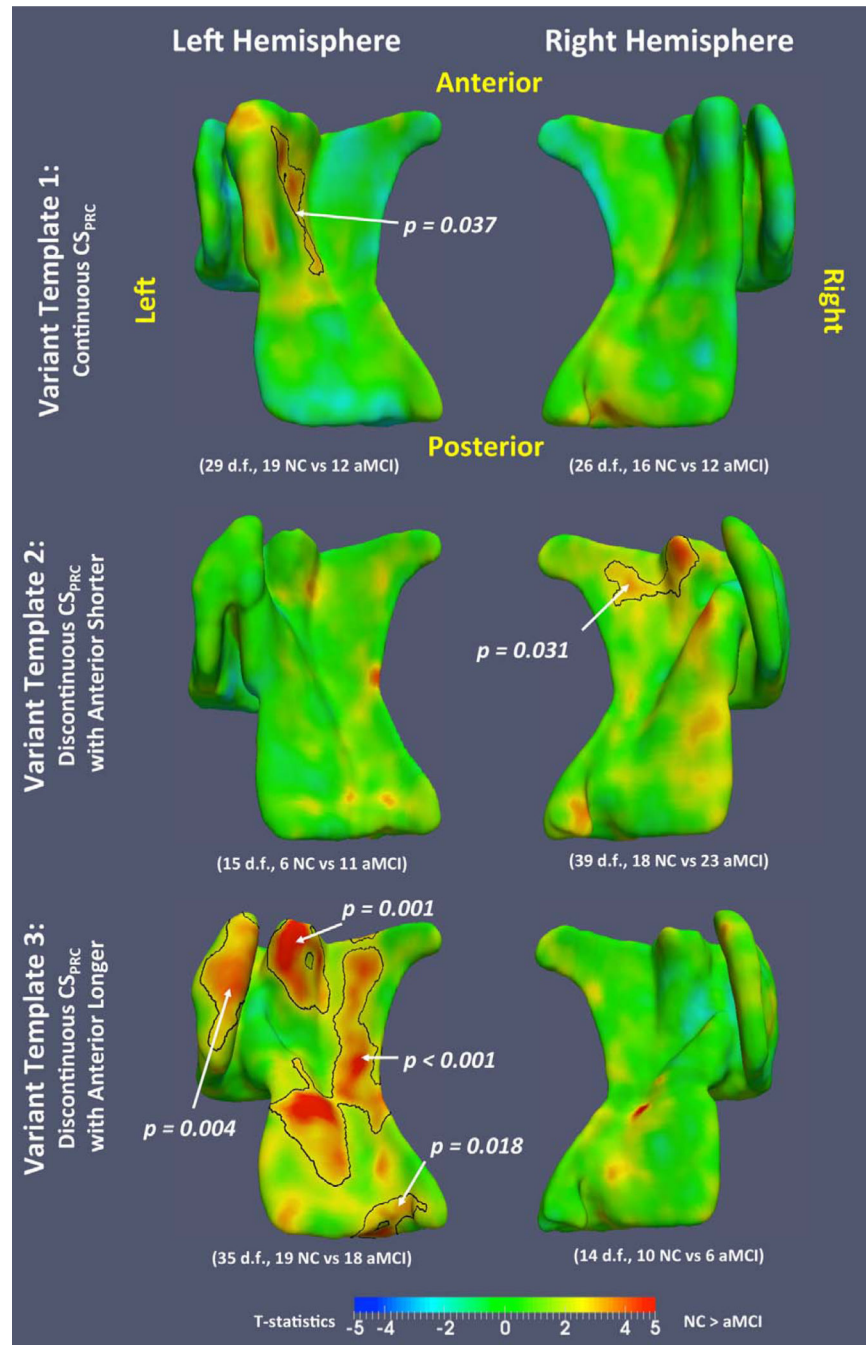 Left Hemisphere
Right Hemisphere
Anterior
Variant Template 1:
Continuous CS_PRC
p = 0.037
Left
Right
Posterior
(29 d.f., 19 NC vs 12 aMCI)
(26 d.f., 16 NC vs 12 aMCI)
Variant Template 2:
Discontinuous CS_PRC
with Anterior Shorter
p = 0.031
(15 d.f., 6 NC vs 11 aMCI)
(39 d.f., 18 NC vs 23 aMCI)
Variant Template 3:
Discontinuous CS_PRC
with Anterior Longer
p = 0.001
p < 0.001
p = 0.004
p = 0.018
(35 d.f., 19 NC vs 18 aMCI)
(14 d.f., 10 NC vs 6 aMCI)
T-statistics
-5 -4 -2 0 2 4 5
NC > aMCI